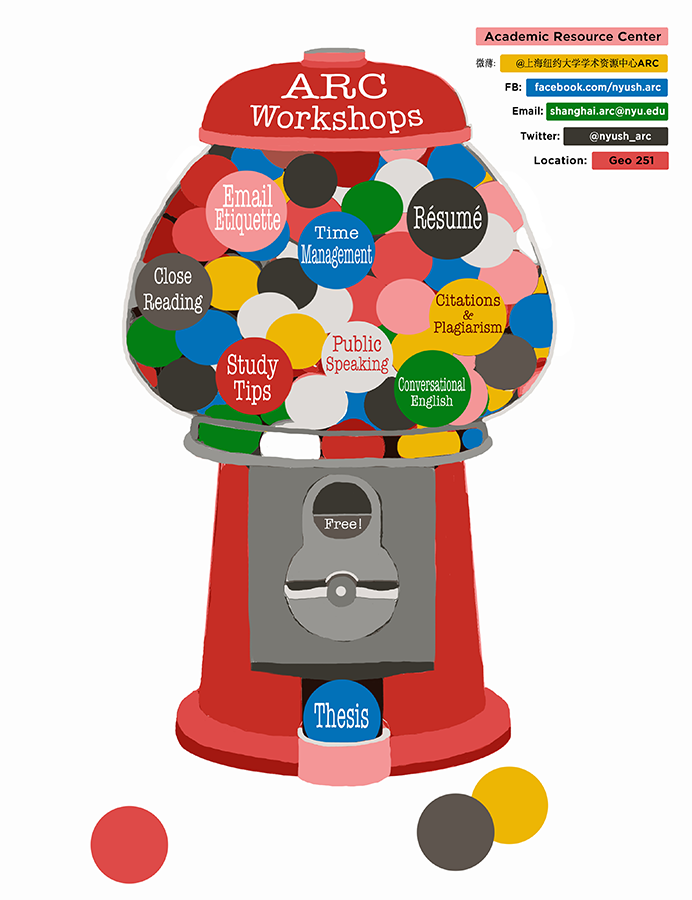 Academic Resource Center
微薄: @上海纽约大学学术资源中心ARC
FB: facebook.com/nyush.arc
Email: shanghai.arc@nyu.edu
Twitter: @nyush_arc
Location: Geo 251
ARC
Workshops
Email
Etiquette
Time
Management
Résumé
Close
Reading
Citations
&
Plagiarism
Public
Speaking
Study
Tips
Conversational
English
Free!
Thesis